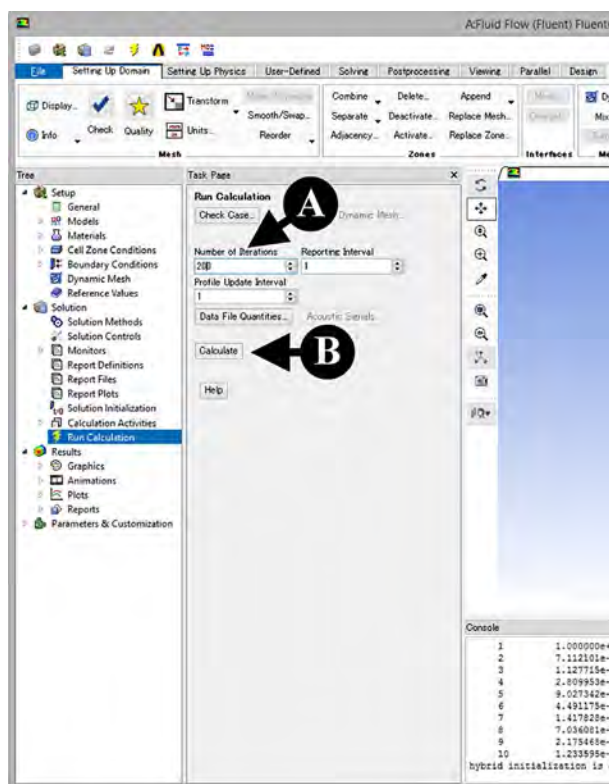 A:Fluid Flow (Fluent) Fluent
File Setting Up Domain Setting Up Physics User-Defined Solving Postprocessing Viewing Parallel Design
Display... Transform Combine Delete... Append
Smooth/Swap... Separate Deactivate... Replace Mesh...
Info Check Quality Units... Reorder Adjacency... Activate... Replace Zone...
Mesh Zones Interfaces
Tree
Setup
General
Models
Materials
Cell Zone Conditions
Boundary Conditions
Dynamic Mesh
Reference Values
Solution
Solution Methods
Solution Controls
Monitors
Report Definitions
Report Files
Report Plots
Solution Initialization
Calculation Activities
Run Calculation
Results
Graphics
Animations
Plots
Reports
Parameters & Customization
Task Page
Run Calculation
Check Case... Dynamic Mesh...
A
Number of Iterations Reporting Interval
200 1
Profile Update Interval
1
Data File Quantities... Acoustic Signals...
Calculate
B
Help
Console
1 1.000000e+
2 7.112101e-
3 1.127715e-
4 2.809953e-
5 9.027342e-
6 4.491175e-
7 1.417828e-
8 7.036081e-
9 2.175468e-
10 1.233595e-
hybrid initialization is